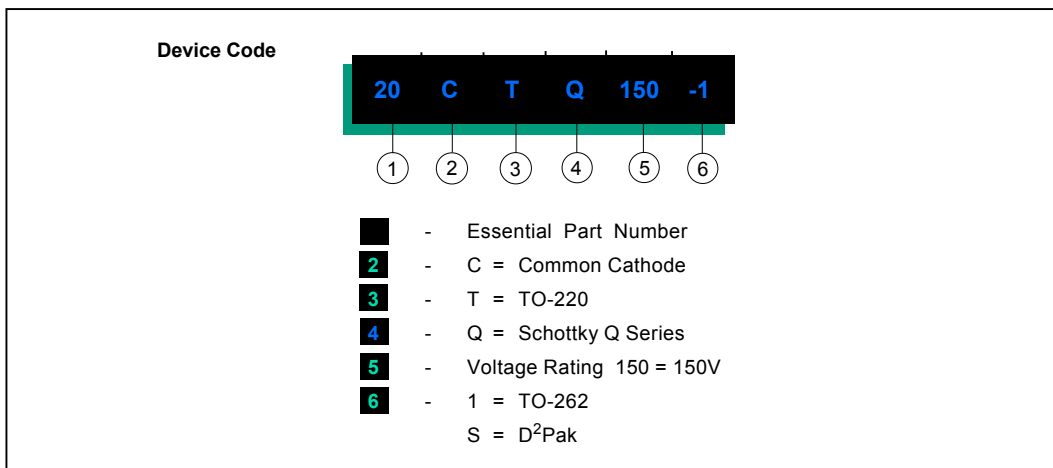 Device Code
20 C T Q 150 -1
1 2 3 4 5 6
- Essential Part Number
2 - C = Common Cathode
3 - T = TO-220
4 - Q = Schottky Q Series
5 - Voltage Rating 150 = 150V
6 - 1 = TO-262
S = D²Pak